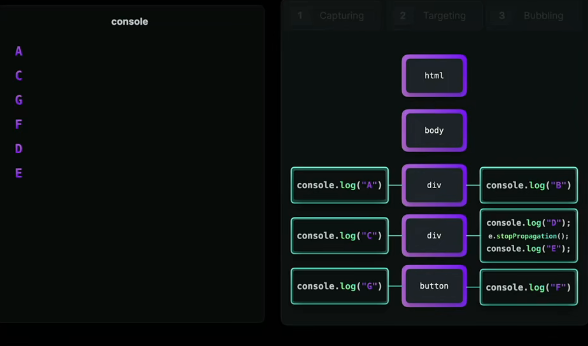 console
A
C
G
F
D
E
1 Capturing
2 Targeting
3 Bubbling
html
body
console.log("A")
div
console.log("B")
console.log("C")
div
console.log("D");
e.stopPropagation();
console.log("E");
console.log("G")
button
console.log("F")